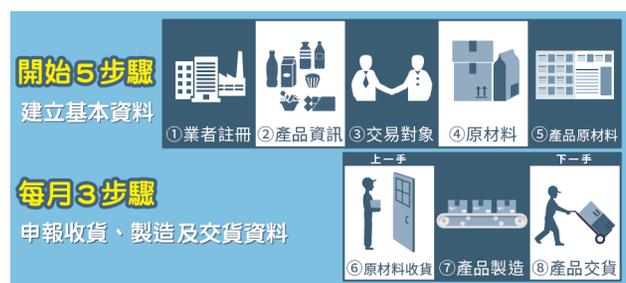 開始5步驟
建立基本資料
①業者註冊
②產品資訊
③交易對象
④原材料
⑤產品原材料
每月3步驟
申報收貨、製造及交貨資料
上一手
下一手
⑥原材料收貨
⑦產品製造
⑧產品交貨